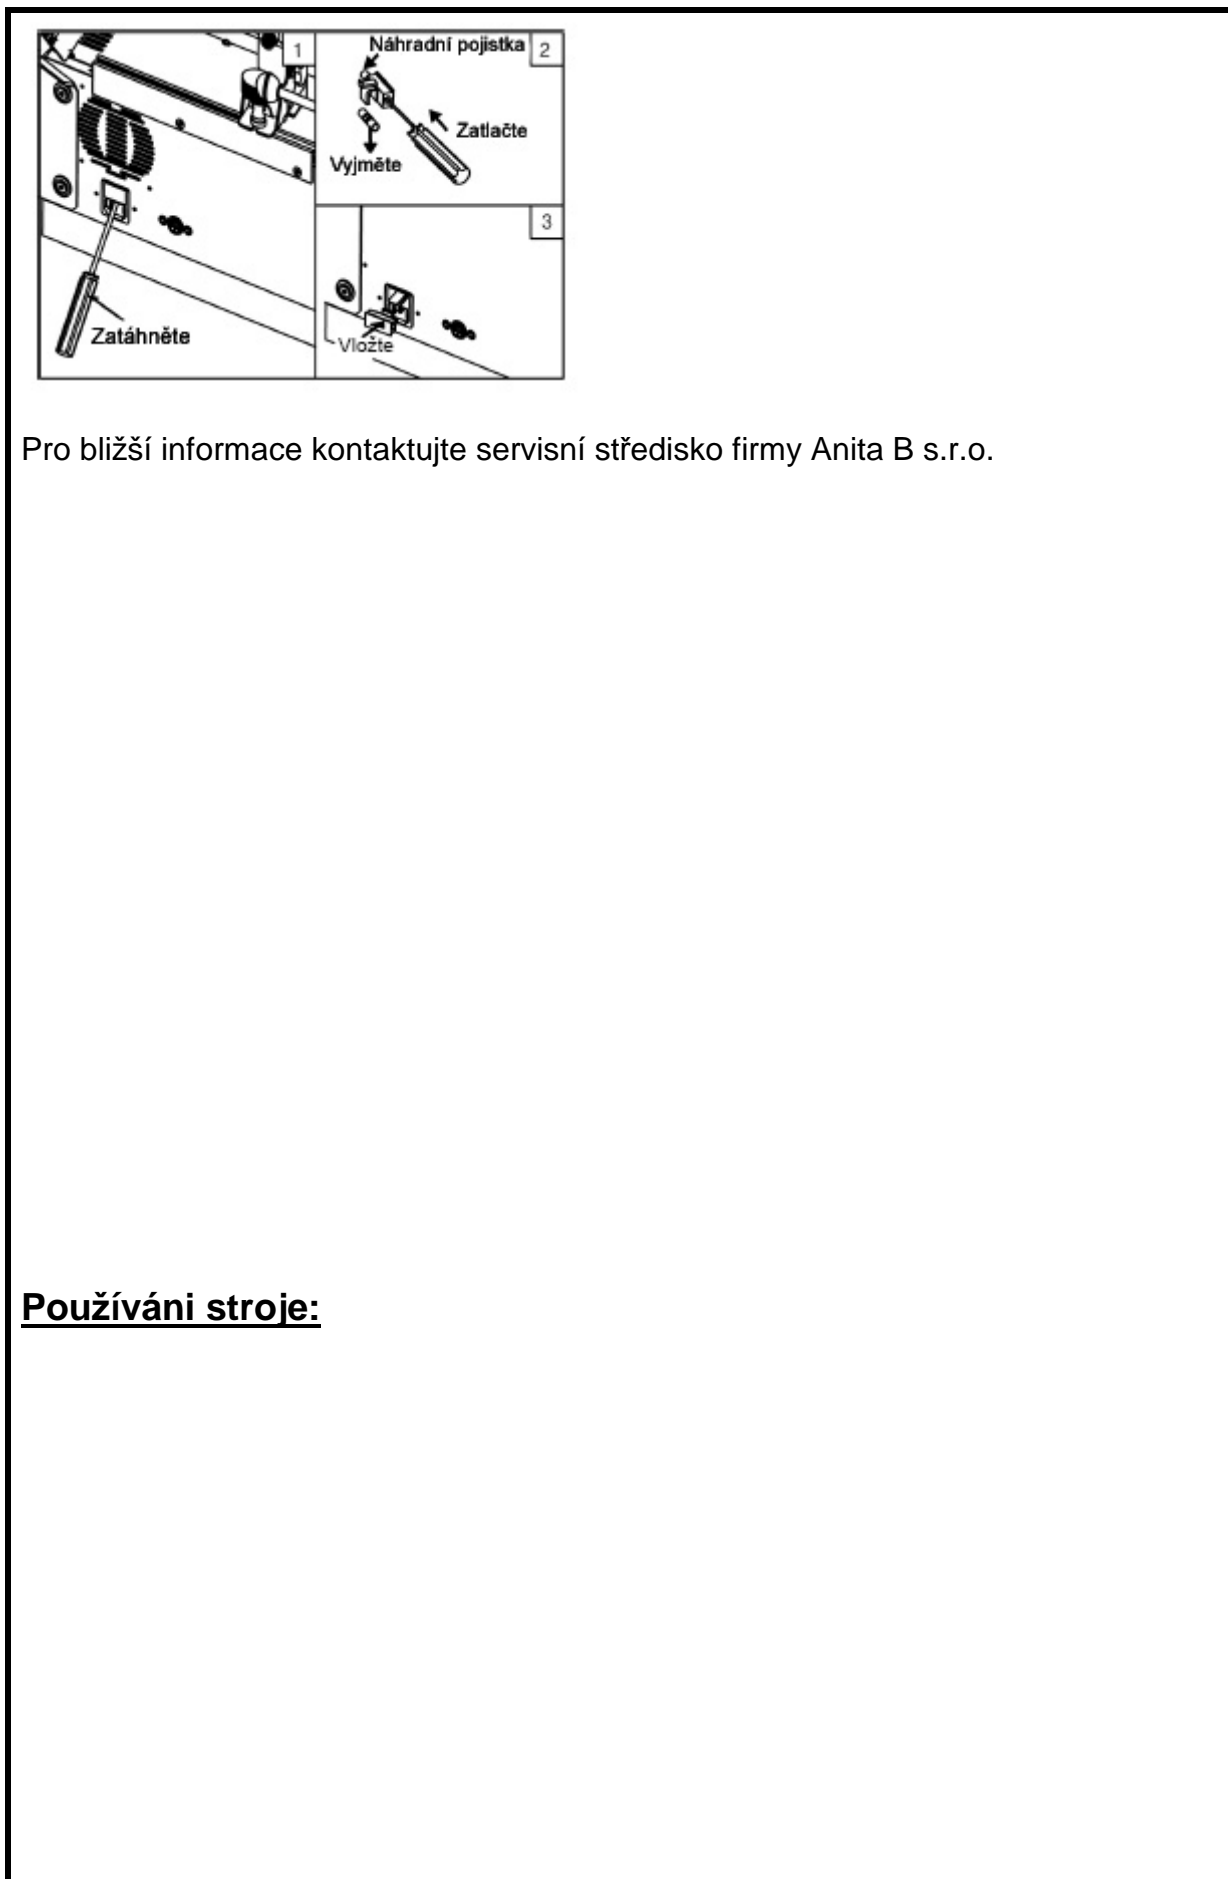 1
Zatáhněte
Náhradní pojistka 2
Zatlačte
Vyjměte
3
Vložte
Pro bližší informace kontaktujte servisní středisko firmy Anita B s.r.o.
Používáni stroje: